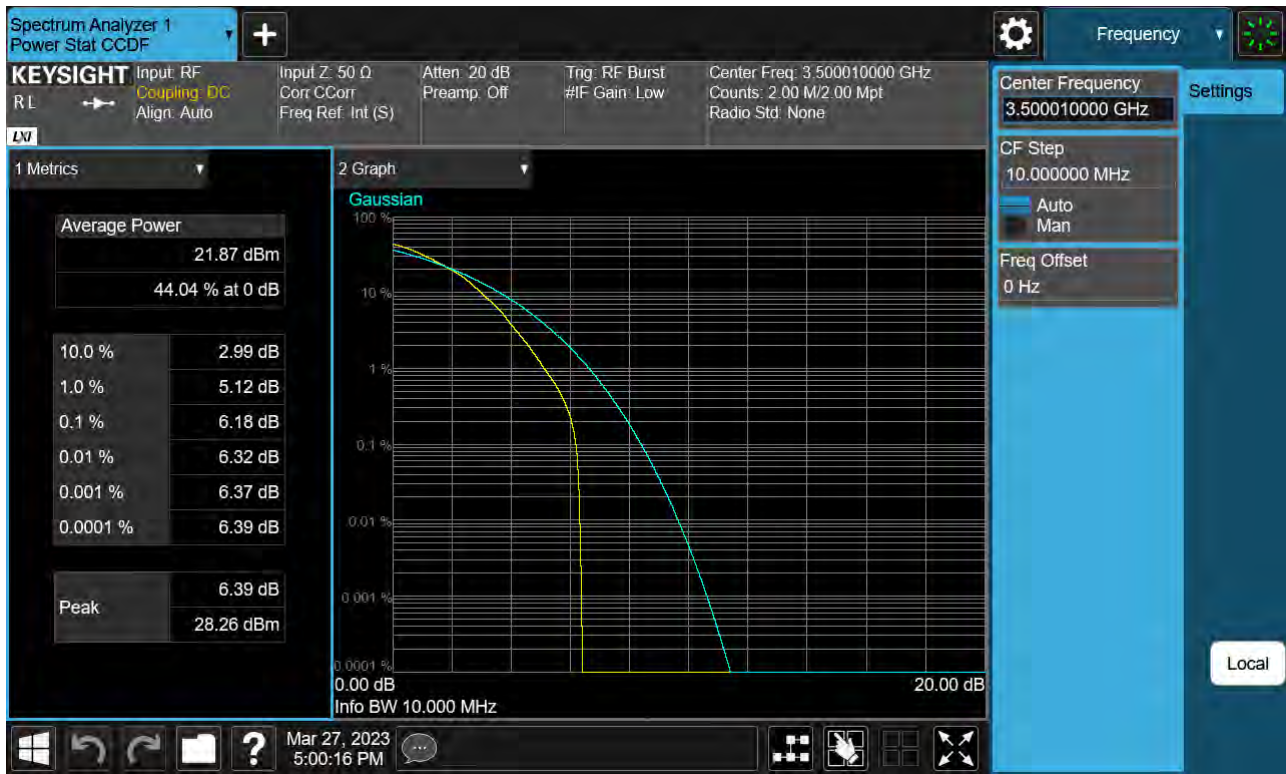 Spectrum Analyzer 1
Power Stat CCDF
+
Frequency
KEYSIGHT
RL
LXI
Input: RF
Coupling: DC
Align: Auto
Input Z: 50 Ω
Corr CCorr
Freq Ref: Int (S)
Atten: 20 dB
Preamp: Off
Trig: RF Burst
#IF Gain: Low
Center Freq: 3.500010000 GHz
Counts: 2.00 M/2.00 Mpt
Radio Std: None
Center Frequency
3.500010000 GHz
Settings
CF Step
10.000000 MHz
Auto
Man
Freq Offset
0 Hz
1 Metrics
Average Power
21.87 dBm
44.04 % at 0 dB
10.0 % 2.99 dB
1.0 % 5.12 dB
0.1 % 6.18 dB
0.01 % 6.32 dB
0.001 % 6.37 dB
0.0001 % 6.39 dB
Peak
6.39 dB
28.26 dBm
2 Graph
Gaussian
100 %
10 %
1 %
0.1 %
0.01 %
0.001 %
0.0001 %
0.00 dB 20.00 dB
Info BW 10.000 MHz
Local
?
Mar 27, 2023
5:00:16 PM